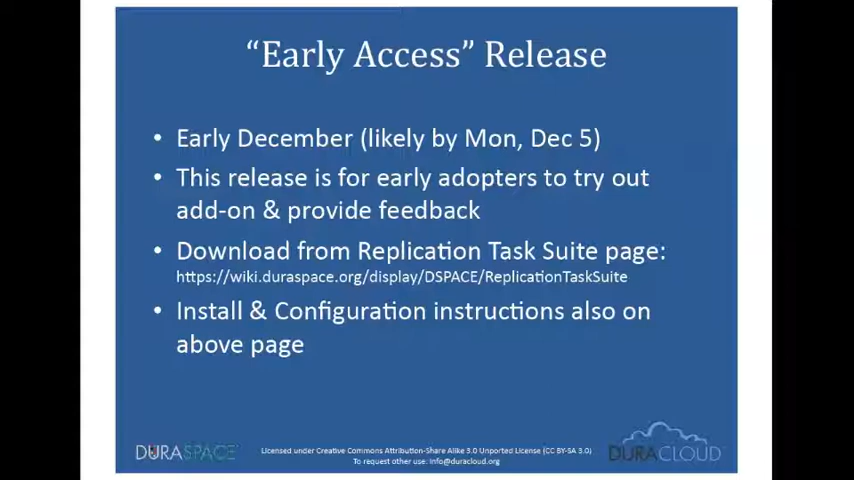 “Early Access” Release
• Early December (likely by Mon, Dec 5)
• This release is for early adopters to try out
add-on & provide feedback
• Download from Replication Task Suite page:
https://wiki.duraspace.org/display/DSPACE/ReplicationTaskSuite
• Install & Configuration instructions also on
above page
DURASPACE
Licensed under Creative Commons Attribution-Share Alike 3.0 Unported License (CC BY-SA 3.0)
To request other use: info@duracloud.org
DURACLOUD